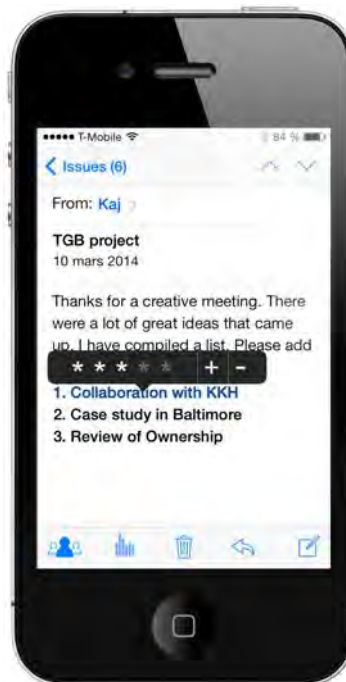 T-Mobile 84 %
Issues (6)
From: Kaj
TGB project
10 mars 2014
Thanks for a creative meeting. There
were a lot of great ideas that came
up. I have compiled a list. Please add
* * * * * + -
1. Collaboration with KKH
2. Case study in Baltimore
3. Review of Ownership